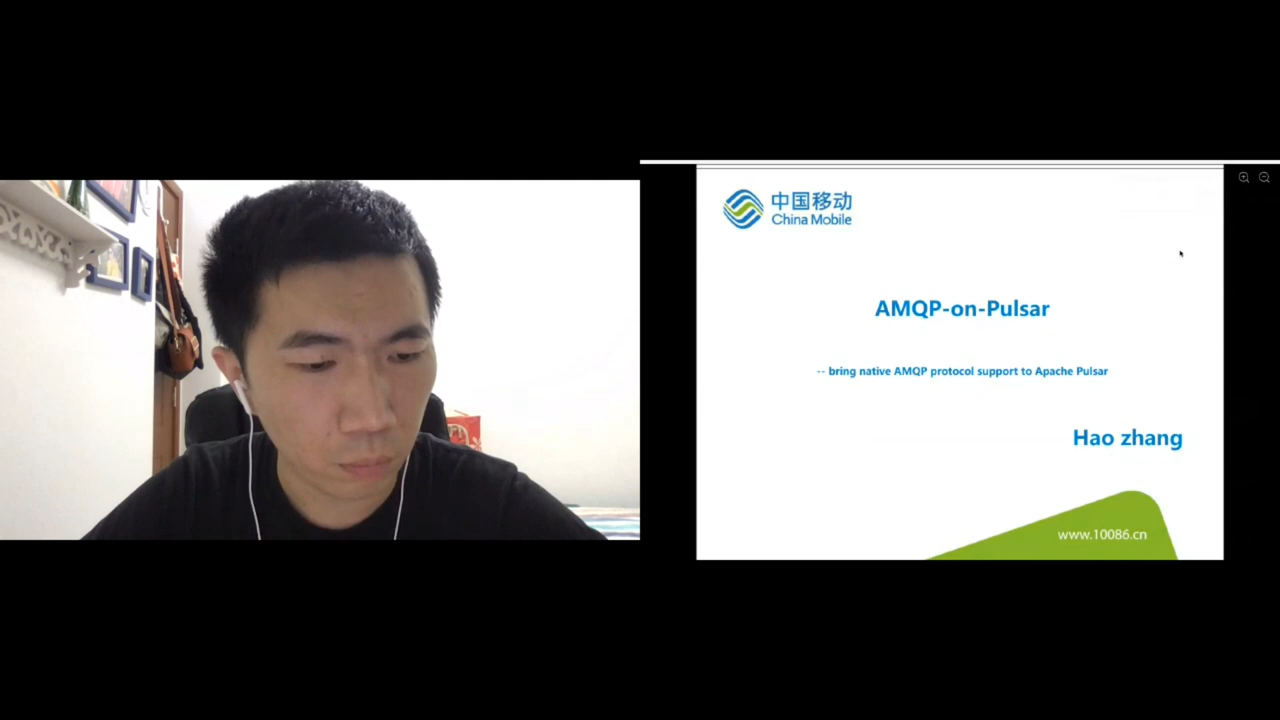 中国移动
China Mobile
AMQP-on-Pulsar
-- bring native AMQP protocol support to Apache Pulsar
Hao zhang
www.10086.cn